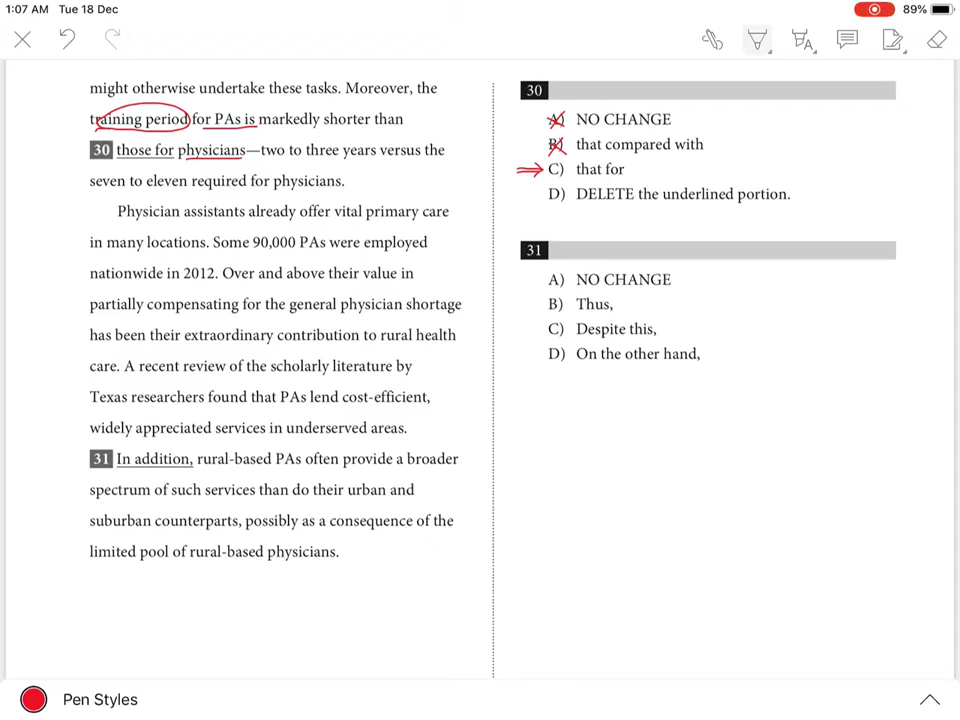 1:07 AM Tue 18 Dec
89%
might otherwise undertake these tasks. Moreover, the
training period for PAs is markedly shorter than
30 those for physicians—two to three years versus the
seven to eleven required for physicians.
Physician assistants already offer vital primary care
in many locations. Some 90,000 PAs were employed
nationwide in 2012. Over and above their value in
partially compensating for the general physician shortage
has been their extraordinary contribution to rural health
care. A recent review of the scholarly literature by
Texas researchers found that PAs lend cost-efficient,
widely appreciated services in underserved areas.
31 In addition, rural-based PAs often provide a broader
spectrum of such services than do their urban and
suburban counterparts, possibly as a consequence of the
limited pool of rural-based physicians.
30
A) NO CHANGE
B) that compared with
C) that for
D) DELETE the underlined portion.
31
A) NO CHANGE
B) Thus,
C) Despite this,
D) On the other hand,
Pen Styles